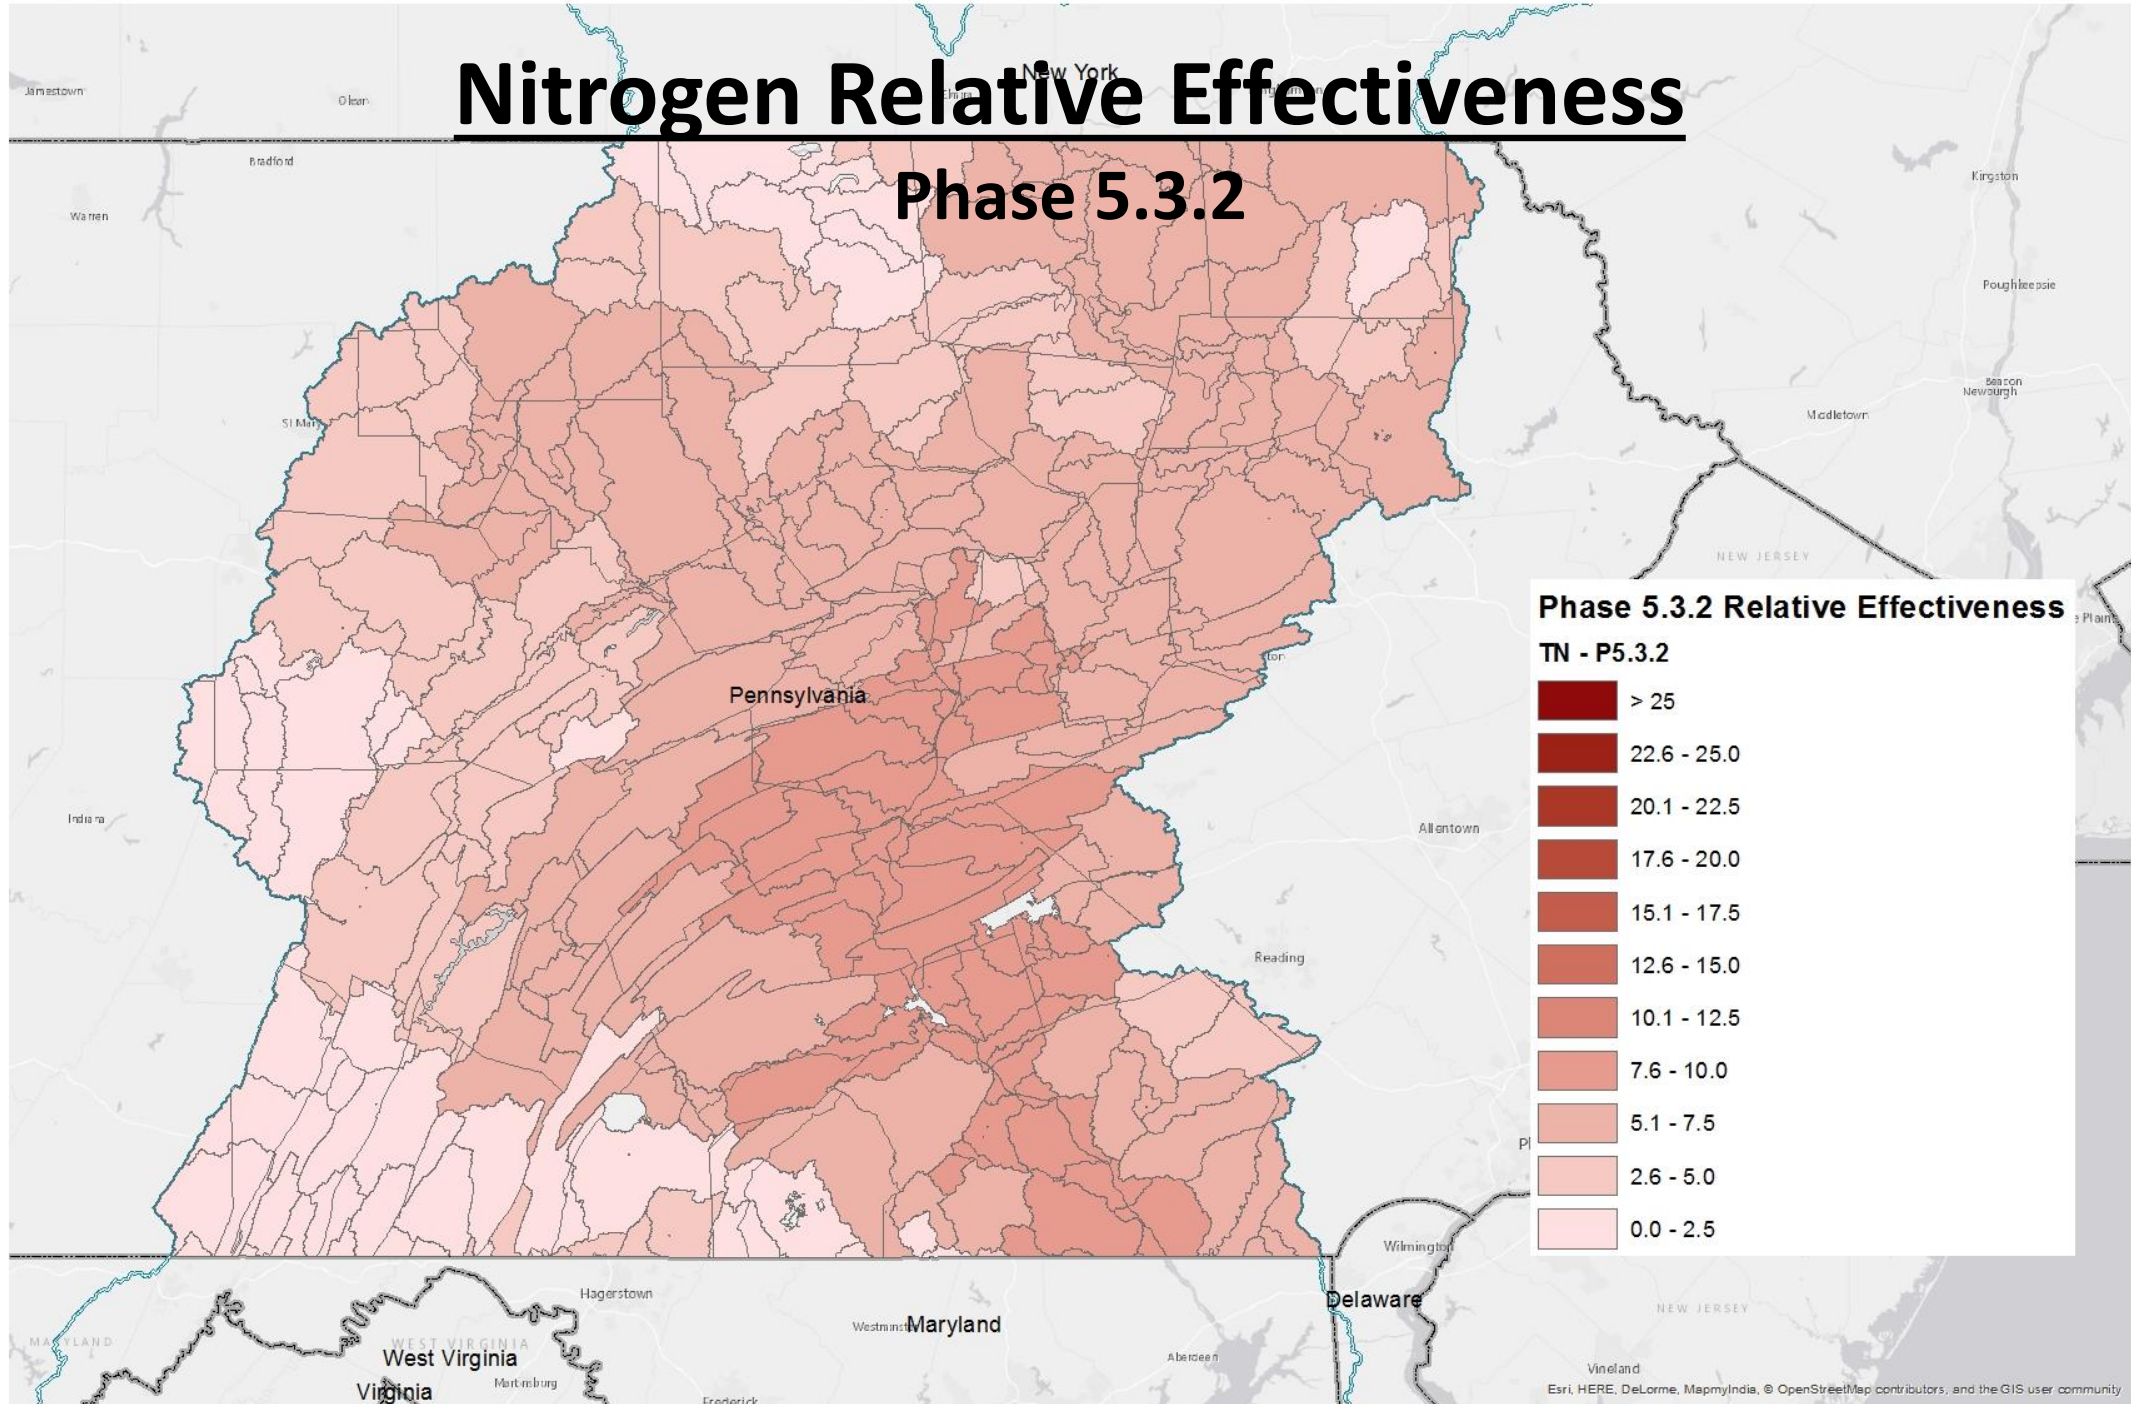 New York
Nitrogen Relative Effectiveness
Phase 5.3.2
Jamestown
Olean
Bradford
Warren
Kingston
Poughkeepsie
Beacon
Newburgh
Middletown
NEW JERSEY
Phase 5.3.2 Relative Effectiveness
TN - P5.3.2
> 25
22.6 - 25.0
20.1 - 22.5
17.6 - 20.0
15.1 - 17.5
12.6 - 15.0
10.1 - 12.5
7.6 - 10.0
5.1 - 7.5
2.6 - 5.0
0.0 - 2.5
Pennsylvania
Indiana
Allentown
Reading
Wilmington
Delaware
Hagerstown
Westminster
Maryland
MARYLAND
WEST VIRGINIA
West Virginia
Martinsburg
Virginia
Aberdeen
NEW JERSEY
Vineland
Frederick
Esri, HERE, DeLorme, MapmyIndia, © OpenStreetMap contributors, and the GIS user community